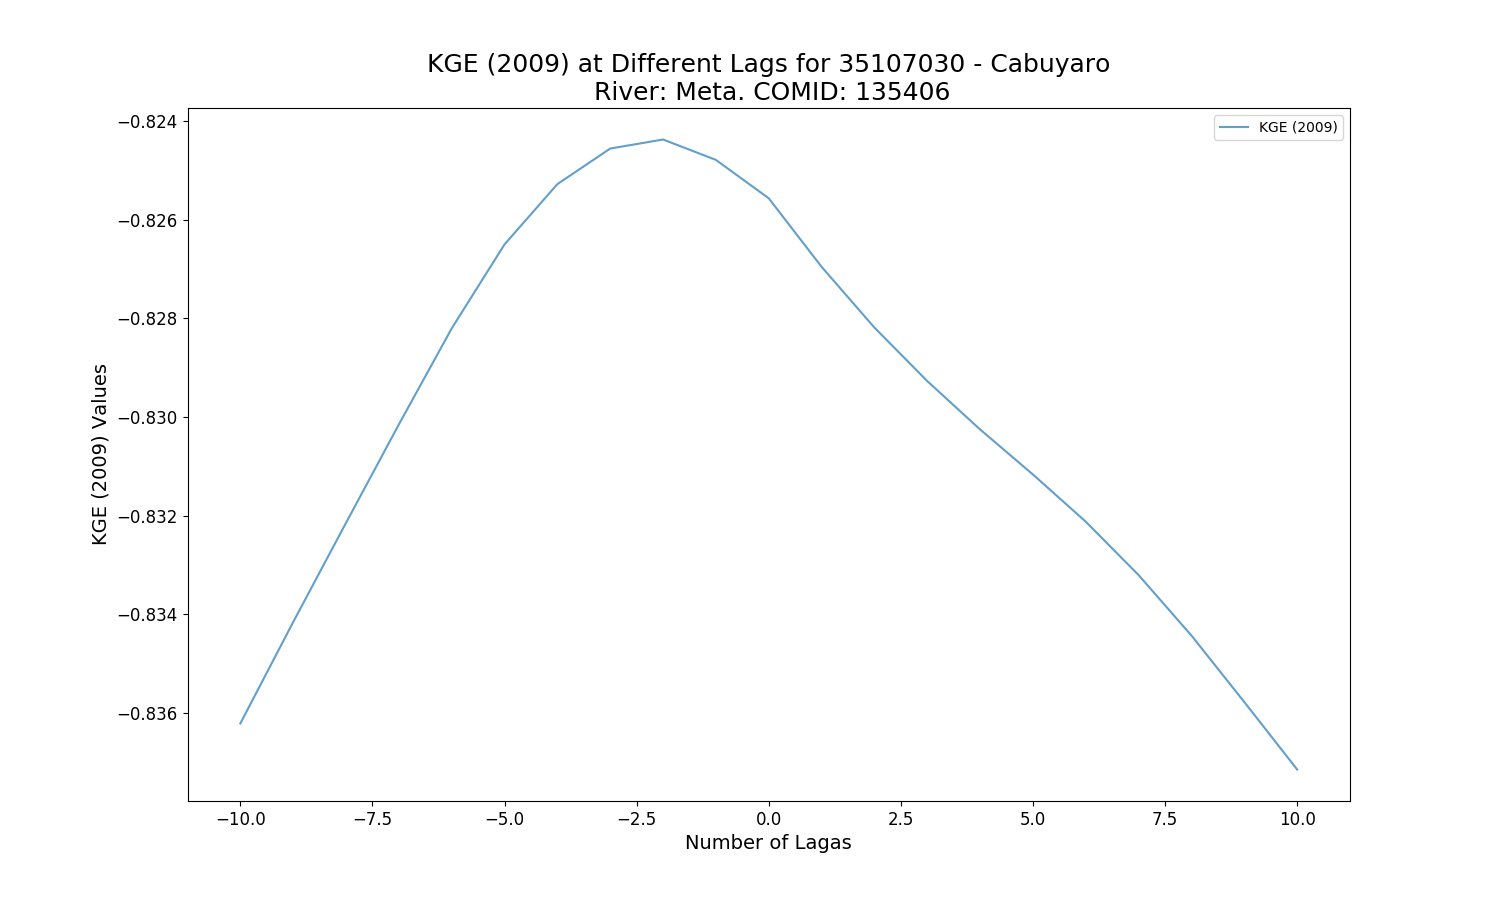 KGE (2009) at Different Lags for 35107030 - Cabuyaro
River: Meta. COMID: 135406
KGE (2009)
−0.824
−0.826
−0.828
−0.830
−0.832
−0.834
−0.836
KGE (2009) Values
−10.0 −7.5 −5.0 −2.5 0.0 2.5 5.0 7.5 10.0
Number of Lagas